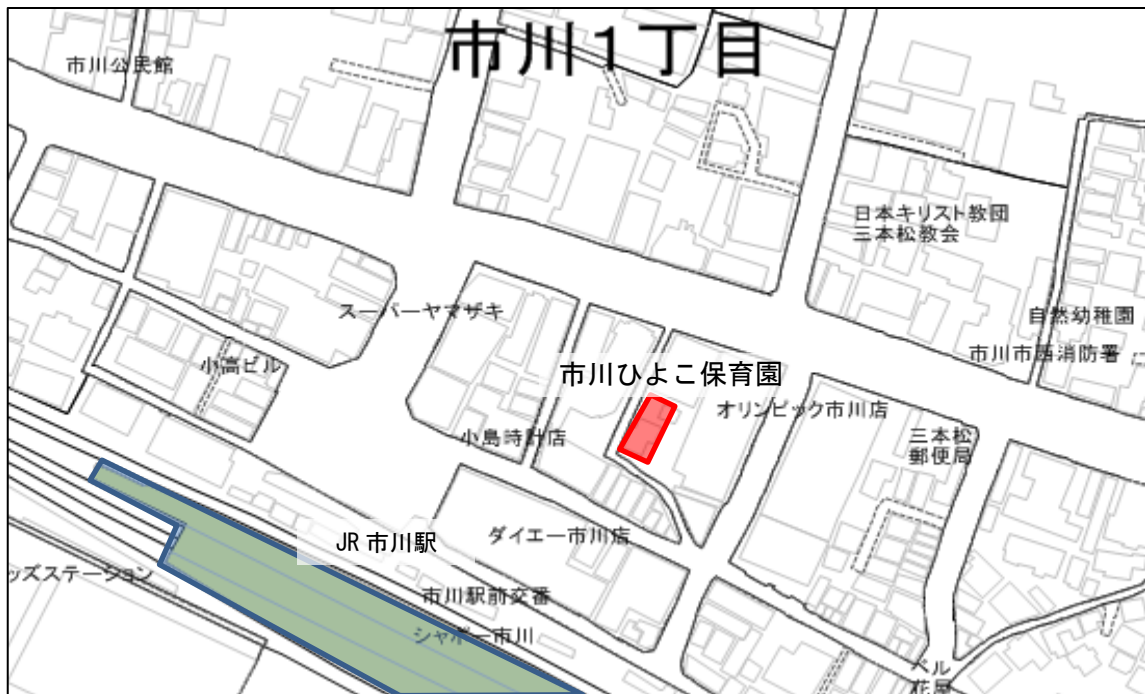 市川1丁目
市川公民館
日本キリスト教団
三本松教会
スーパーヤマザキ
自然幼稚園
市川市西消防署
小高ビル
市川ひよこ保育園
オリンピック市川店
小島時計店
三本松
郵便局
ダイエー市川店
JR 市川駅
ッズステーション
市川駅前交番
シャポー市川
ベル
花屋